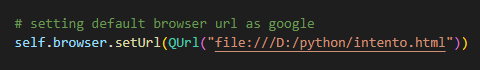 # setting default browser url as google
self.browser.setUrl(QUrl("file:///D:/python/intento.html"))